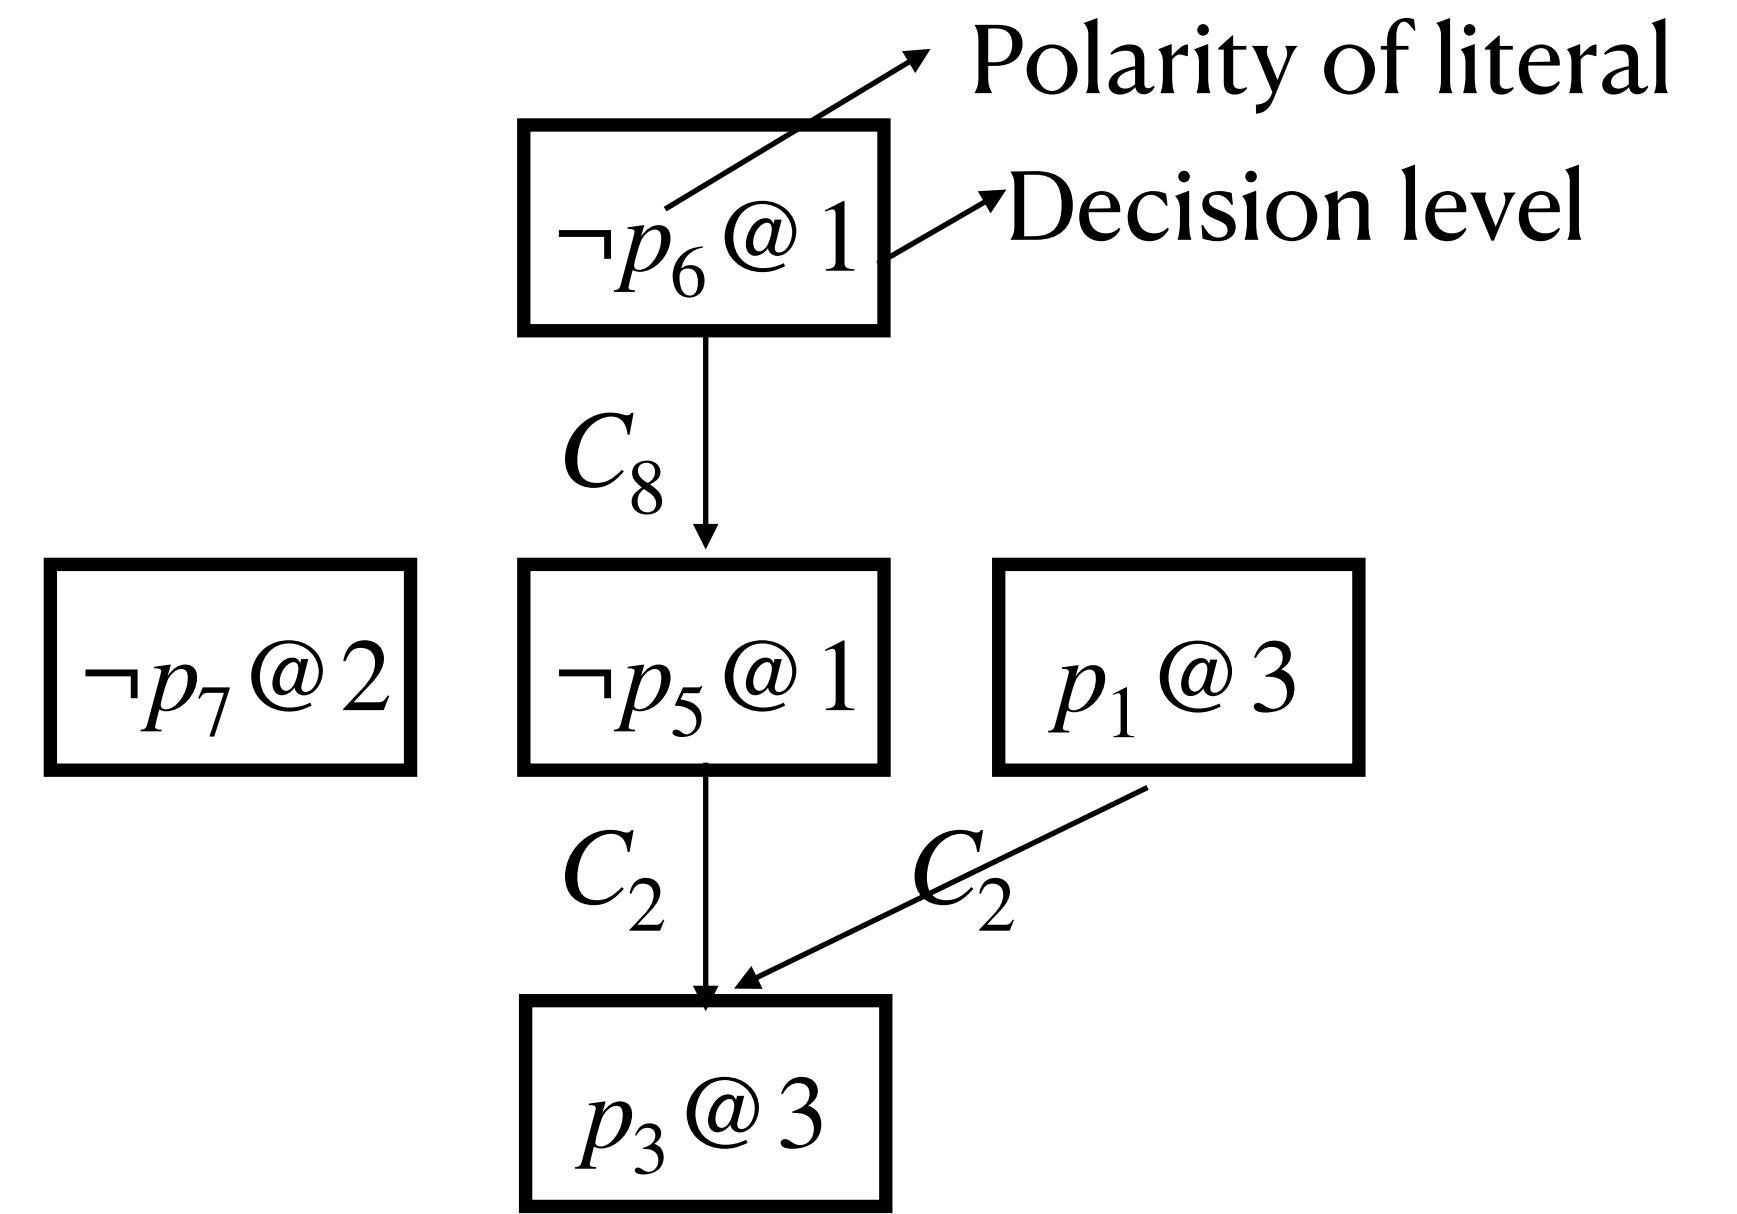 Polarity of literal
Decision level
¬p₆@1
C₈
¬p₇@2
¬p₅@1
p₁@3
C₂
C₂
p₃@3